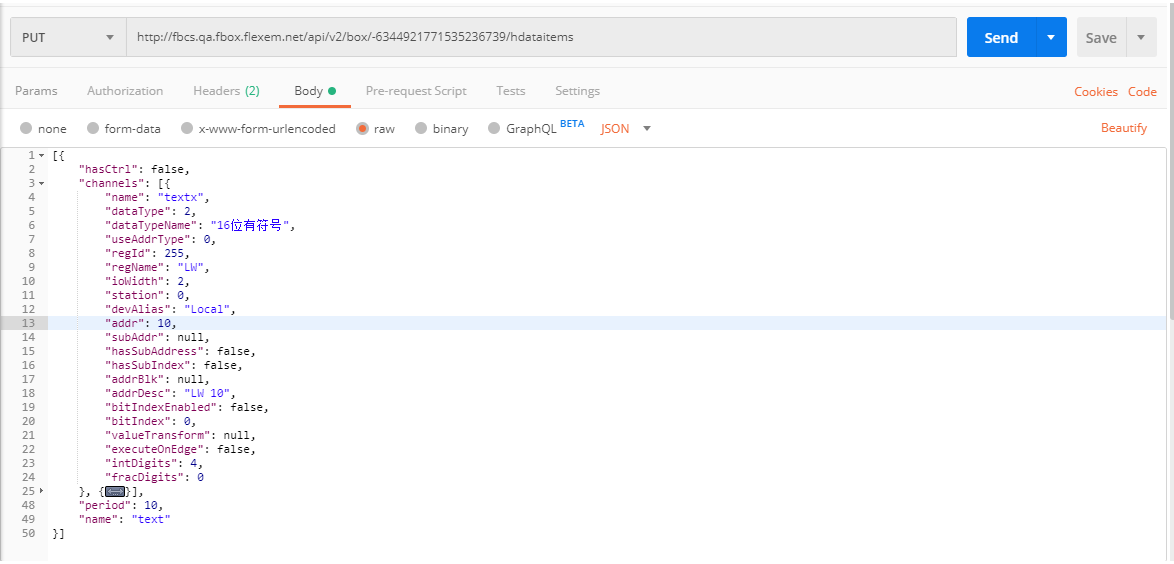 PUT http://fbcs.qa.fbox.flexem.net/api/v2/box/-6344921771535236739/hdataitems Send Save
Params Authorization Headers (2) Body Pre-request Script Tests Settings Cookies Code
none form-data x-www-form-urlencoded raw binary GraphQL BETA JSON Beautify
1 [{
2 "hasCtrl": false,
3 "channels": [{
4 "name": "textx",
5 "dataType": 2,
6 "dataTypeName": "16位有符号",
7 "useAddrType": 0,
8 "regId": 255,
9 "regName": "LW",
10 "ioWidth": 2,
11 "station": 0,
12 "devAlias": "Local",
13 "addr": 10,
14 "subAddr": null,
15 "hasSubAddress": false,
16 "hasSubIndex": false,
17 "addrBlk": null,
18 "addrDesc": "LW 10",
19 "bitIndexEnabled": false,
20 "bitIndex": 0,
21 "valueTransform": null,
22 "executeOnEdge": false,
23 "intDigits": 4,
24 "fracDigits": 0
25 }, {↔}],
48 "period": 10,
49 "name": "text"
50 }]